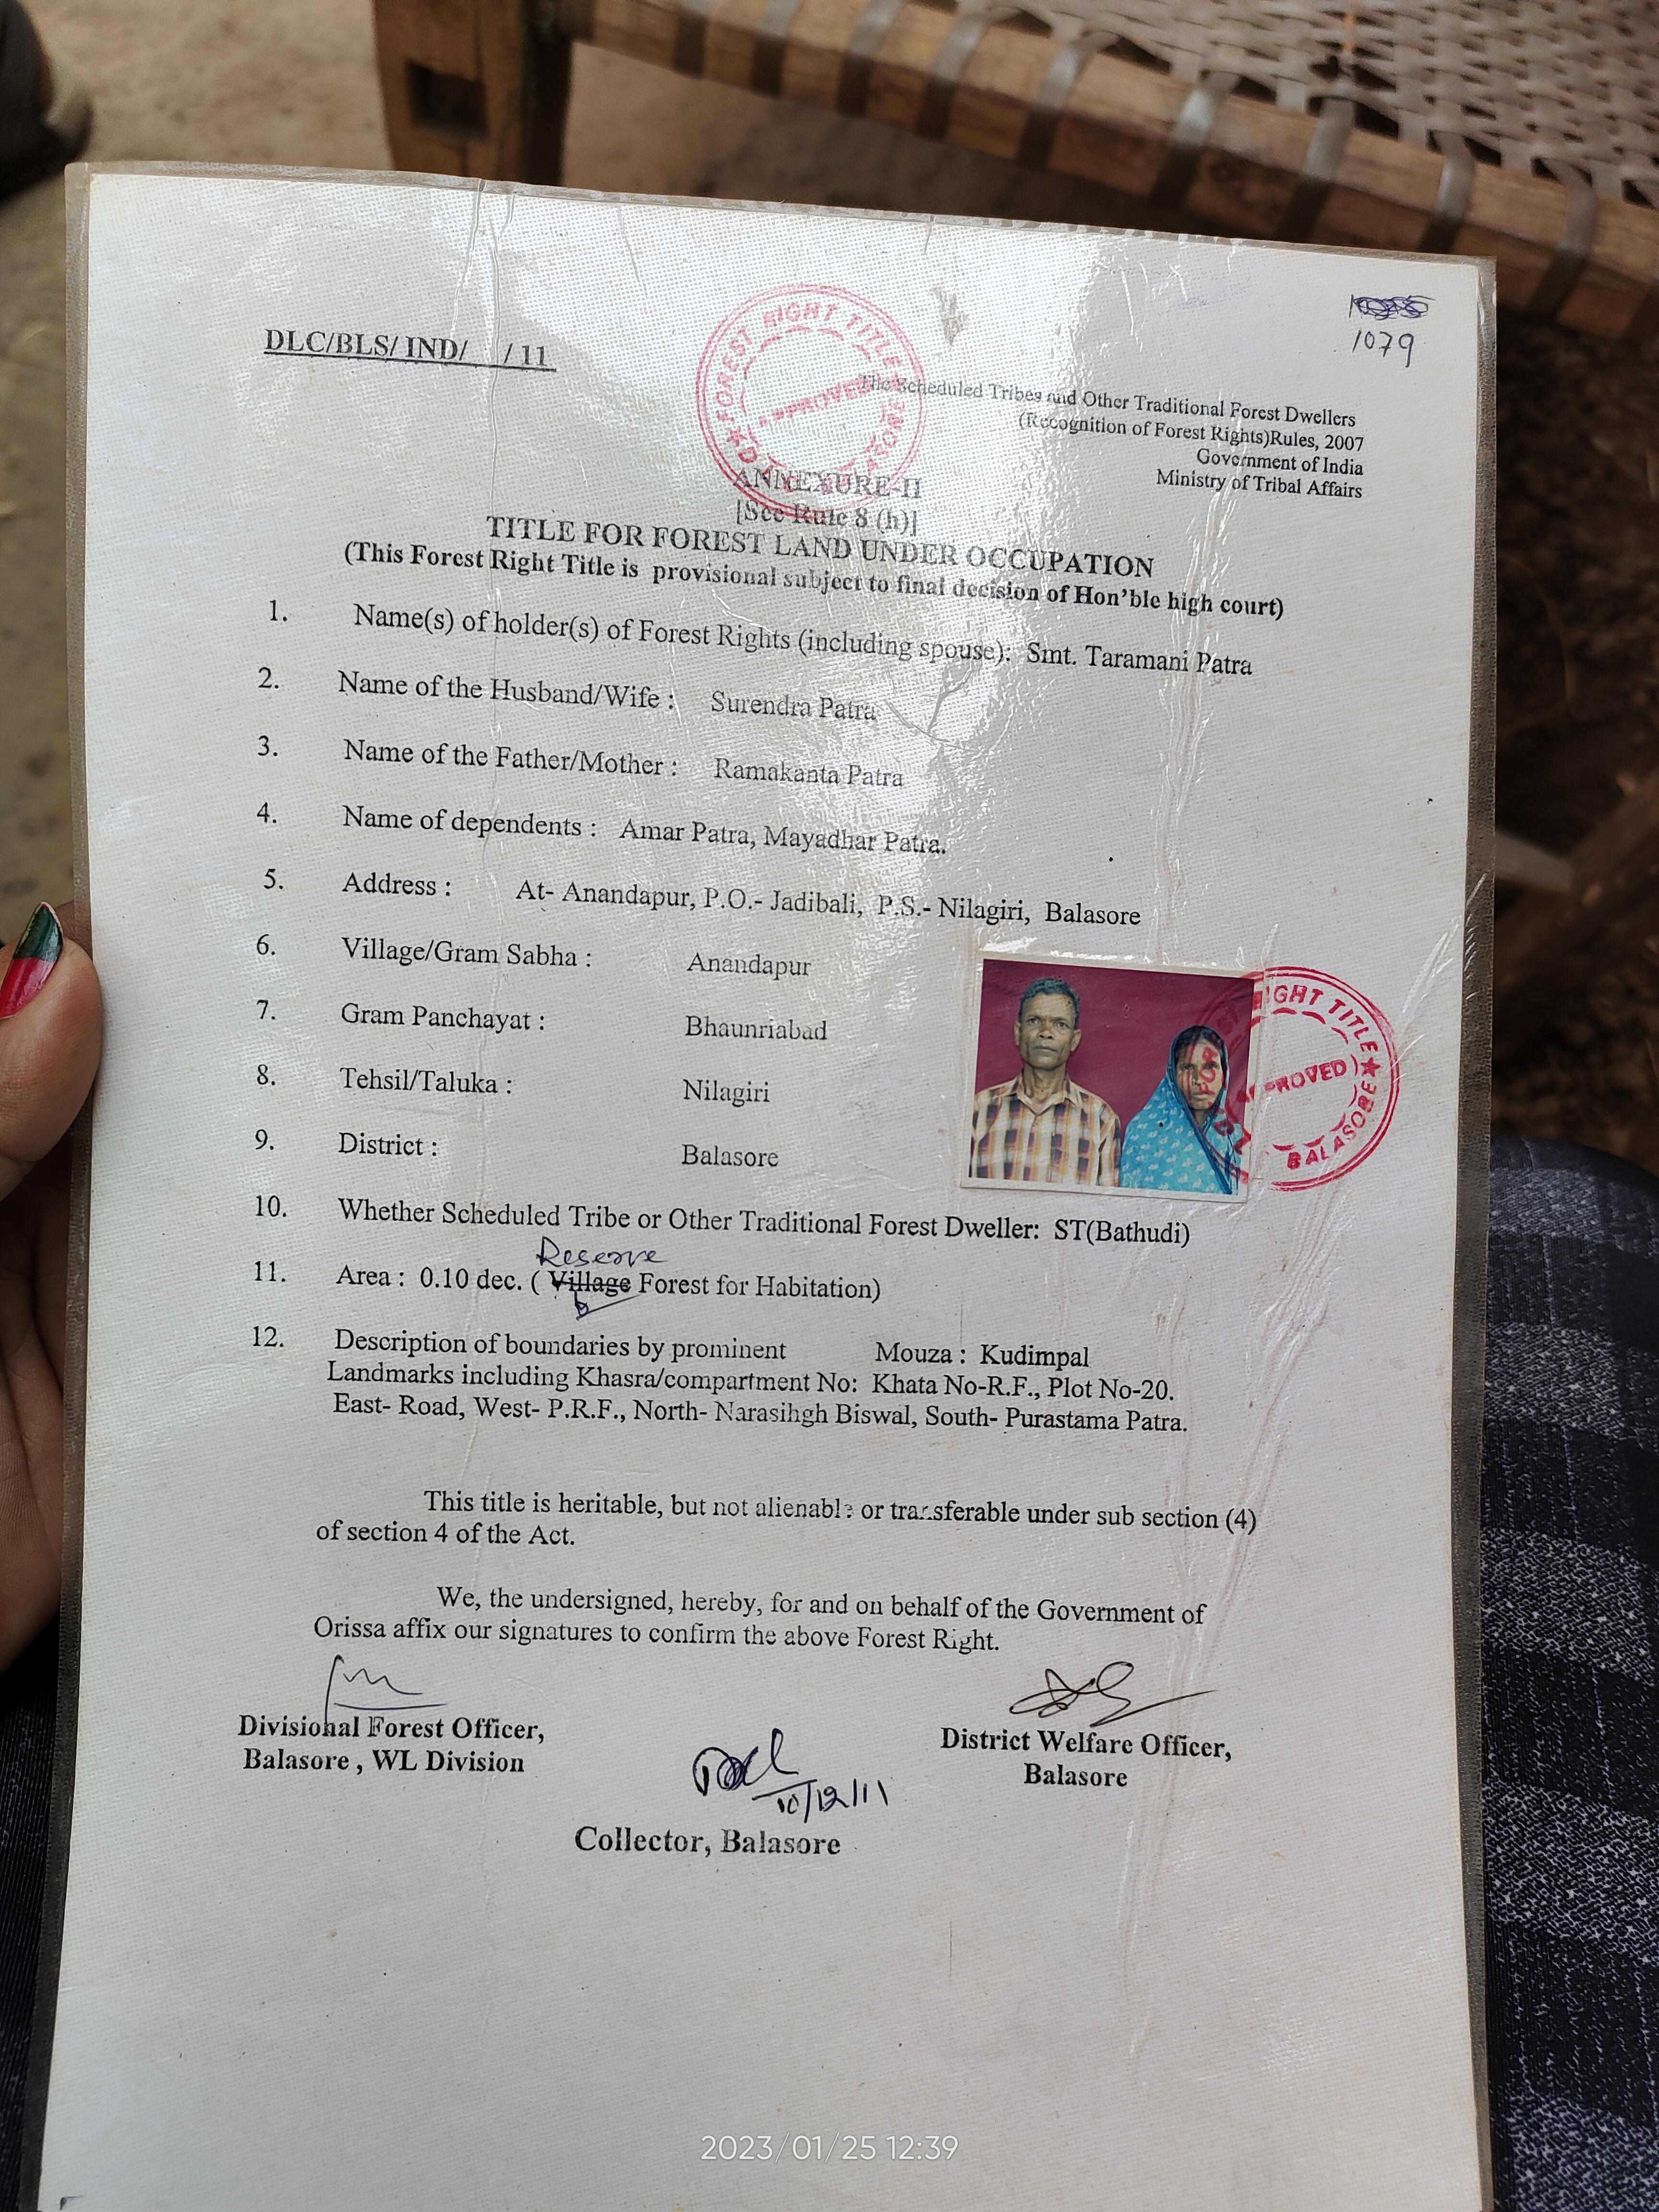 1079
DLC/BLS/ IND/ / 11
FOREST RIGHT TITLE
APPROVED
BALASORE
The Scheduled Tribes and Other Traditional Forest Dwellers
(Recognition of Forest Rights)Rules, 2007
Government of India
Ministry of Tribal Affairs
ANNEXURE-II
[See Rule 8 (h)]
TITLE FOR FOREST LAND UNDER OCCUPATION
(This Forest Right Title is provisional subject to final decision of Hon'ble high court)
1. Name(s) of holder(s) of Forest Rights (including spouse): Smt. Taramani Patra
2. Name of the Husband/Wife : Surendra Patra
3. Name of the Father/Mother : Ramakanta Patra
4. Name of dependents : Amar Patra, Mayadhar Patra.
5. Address : At- Anandapur, P.O.- Jadibali, P.S.- Nilagiri, Balasore
6. Village/Gram Sabha : Anandapur
7. Gram Panchayat : Bhaunriabad
8. Tehsil/Taluka : Nilagiri
9. District : Balasore
RIGHT TITLE
APPROVED
BALASORE
10. Whether Scheduled Tribe or Other Traditional Forest Dweller: ST(Bathudi)
Reserve
11. Area : 0.10 dec. ( Village Forest for Habitation)
12. Description of boundaries by prominent Mouza : Kudimpal
Landmarks including Khasra/compartment No: Khata No-R.F., Plot No-20.
East- Road, West- P.R.F., North- Narasihgh Biswal, South- Purastama Patra.
This title is heritable, but not alienable or transferable under sub section (4)
of section 4 of the Act.
We, the undersigned, hereby, for and on behalf of the Government of
Orissa affix our signatures to confirm the above Forest Right.
Divisional Forest Officer,
Balasore , WL Division
District Welfare Officer,
Balasore
10/12/11
Collector, Balasore
2023/01/25 12:39